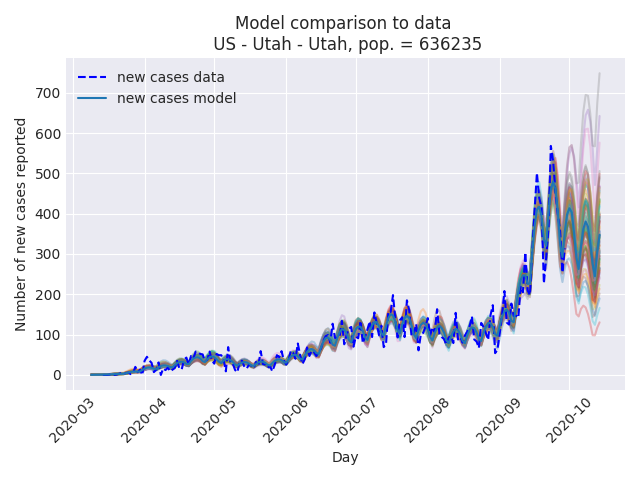 Model comparison to data
US - Utah - Utah, pop. = 636235
new cases data
new cases model
Number of new cases reported
700
600
500
400
300
200
100
0
2020-03
2020-04
2020-05
2020-06
2020-07
2020-08
2020-09
2020-10
Day